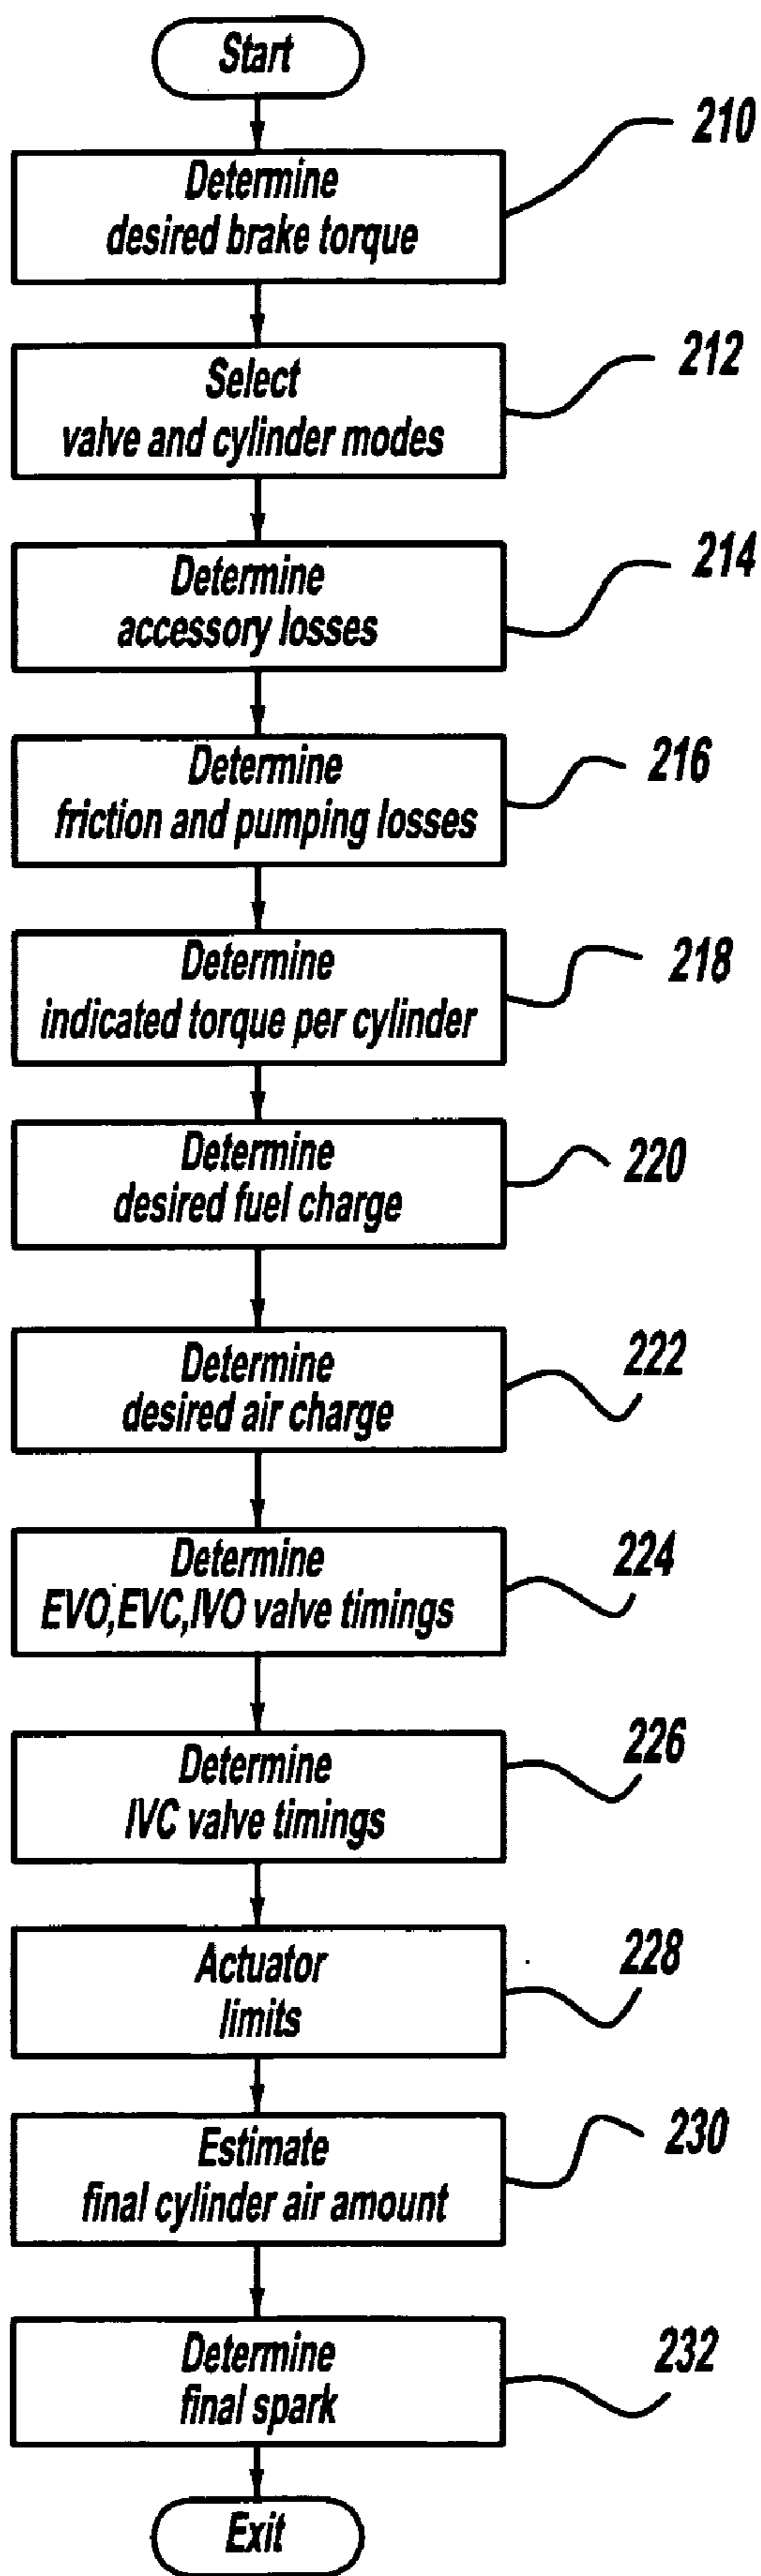 Start
210
Determine
desired brake torque
212
Select
valve and cylinder modes
214
Determine
accessory losses
216
Determine
friction and pumping losses
218
Determine
indicated torque per cylinder
220
Determine
desired fuel charge
222
Determine
desired air charge
224
Determine
EVO,EVC,IVO valve timings
226
Determine
IVC valve timings
228
Actuator
limits
230
Estimate
final cylinder air amount
232
Determine
final spark
Exit